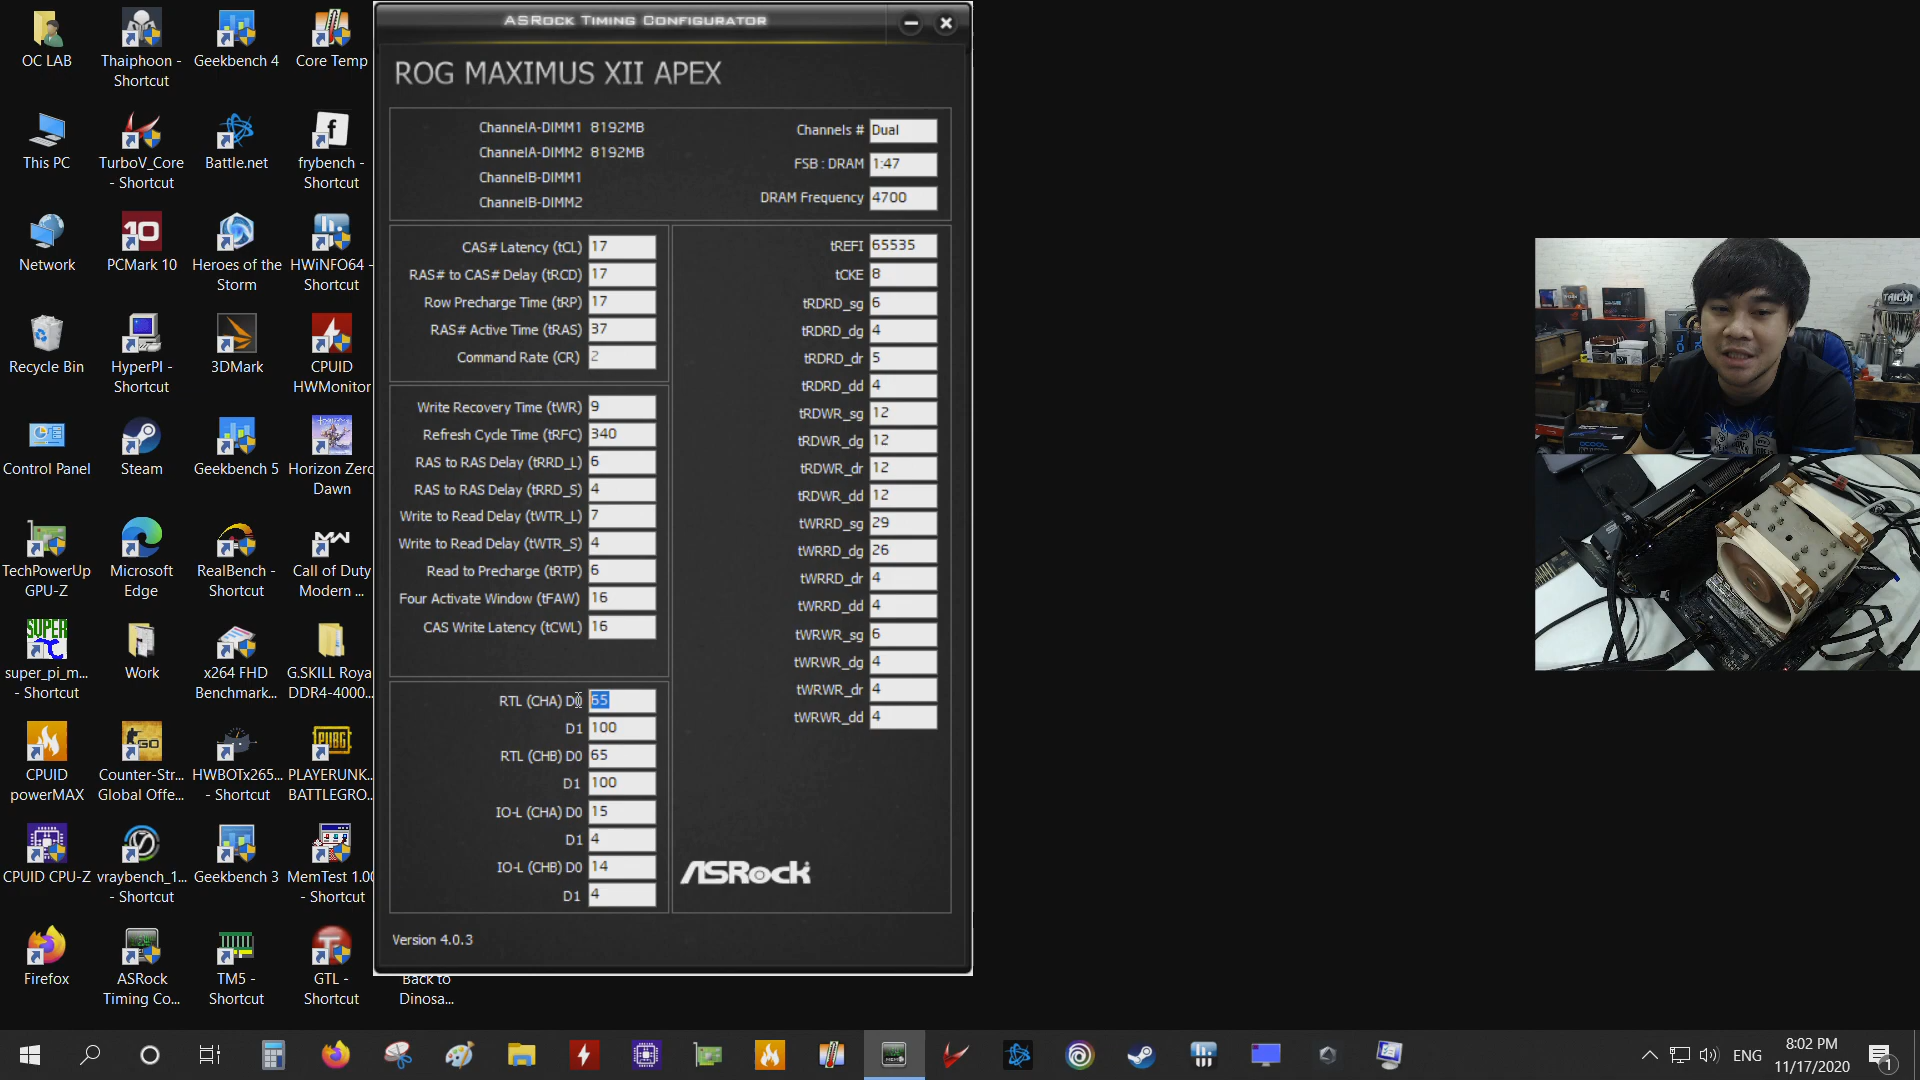 OC LAB
Thaiphoon -
Shortcut
Geekbench 4
Core Temp
This PC
TurboV_Core
- Shortcut
Battle.net
frybench -
Shortcut
Network
PCMark 10
Heroes of the
Storm
HWiNFO64 -
Shortcut
Recycle Bin
HyperPI -
Shortcut
3DMark
CPUID
HWMonitor
Control Panel
Steam
Geekbench 5
Horizon Zero
Dawn
TechPowerUp
GPU-Z
Microsoft
Edge
RealBench -
Shortcut
Call of Duty
Modern ...
super_pi_m...
- Shortcut
Work
x264 FHD
Benchmark...
G.SKILL Roya
DDR4-4000...
CPUID
powerMAX
Counter-Str...
Global Offe...
HWBOTx265...
- Shortcut
PLAYERUNK...
BATTLEGRO...
CPUID CPU-Z
vraybench_1...
- Shortcut
Geekbench 3
MemTest 1.00
- Shortcut
Firefox
ASRock
Timing Co...
TM5 -
Shortcut
GTL -
Shortcut
Back to
Dinosa...
ASRock Timing Configurator
ROG MAXIMUS XII APEX
ChannelA-DIMM1 8192MB
ChannelA-DIMM2 8192MB
ChannelB-DIMM1
ChannelB-DIMM2
Channels # Dual
FSB : DRAM 1:47
DRAM Frequency 4700
CAS# Latency (tCL) 17
RAS# to CAS# Delay (tRCD) 17
Row Precharge Time (tRP) 17
RAS# Active Time (tRAS) 37
Command Rate (CR) 2
Write Recovery Time (tWR) 9
Refresh Cycle Time (tRFC) 340
RAS to RAS Delay (tRRD_L) 6
RAS to RAS Delay (tRRD_S) 4
Write to Read Delay (tWTR_L) 7
Write to Read Delay (tWTR_S) 4
Read to Precharge (tRTP) 6
Four Activate Window (tFAW) 16
CAS Write Latency (tCWL) 16
RTL (CHA) D0 65
D1 100
RTL (CHB) D0 65
D1 100
IO-L (CHA) D0 15
D1 4
IO-L (CHB) D0 14
D1 4
tREFI 65535
tCKE 8
tRDRD_sg 6
tRDRD_dg 4
tRDRD_dr 5
tRDRD_dd 4
tRDWR_sg 12
tRDWR_dg 12
tRDWR_dr 12
tRDWR_dd 12
tWRRD_sg 29
tWRRD_dg 26
tWRRD_dr 4
tWRRD_dd 4
tWRWR_sg 6
tWRWR_dg 4
tWRWR_dr 4
tWRWR_dd 4
ASRock
Version 4.0.3
TAICHI
ENG
8:02 PM
11/17/2020
1